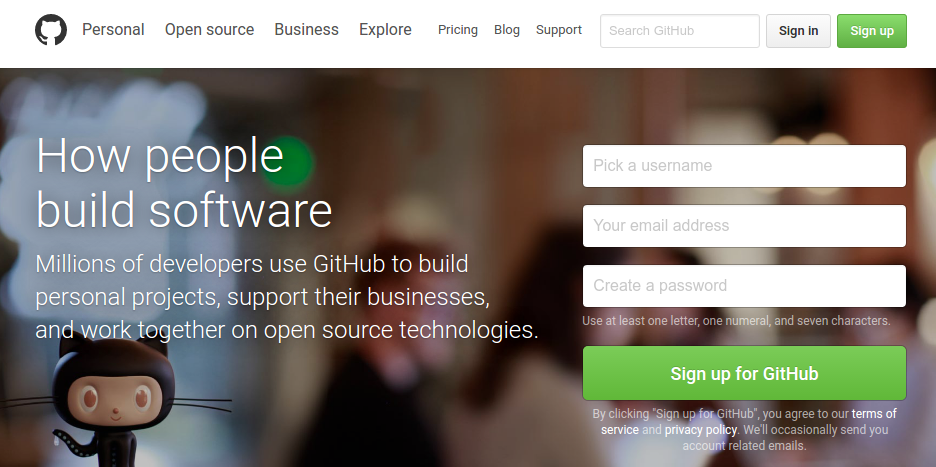 Personal Open source Business Explore Pricing Blog Support Search GitHub Sign in Sign up
How people
build software
Millions of developers use GitHub to build
personal projects, support their businesses,
and work together on open source technologies.
Pick a username
Your email address
Create a password
Use at least one letter, one numeral, and seven characters.
Sign up for GitHub
By clicking "Sign up for GitHub", you agree to our terms of
service and privacy policy. We'll occasionally send you
account related emails.